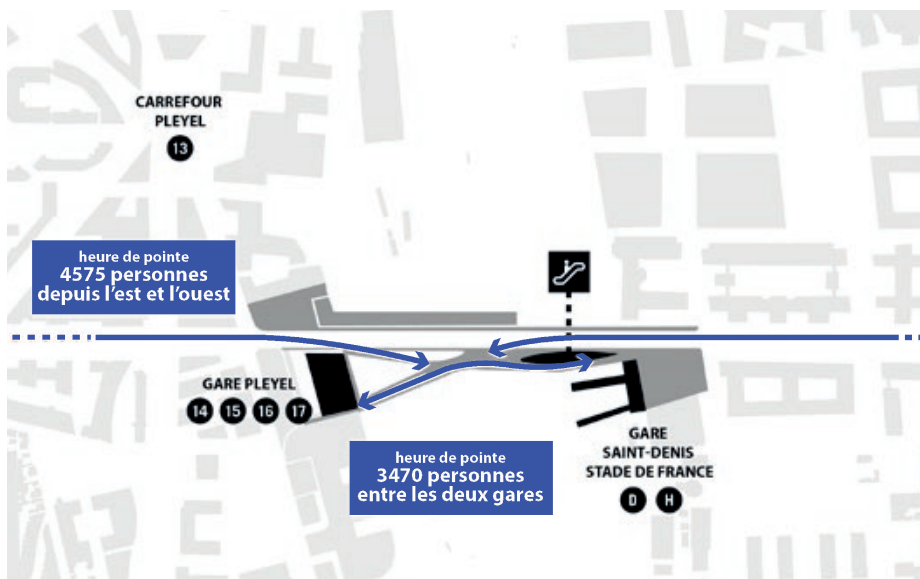 CARREFOUR
PLEYEL
13
heure de pointe
4575 personnes
depuis l'est et l'ouest
GARE PLEYEL
14 15 16 17
heure de pointe
3470 personnes
entre les deux gares
GARE
SAINT-DENIS
STADE DE FRANCE
D H